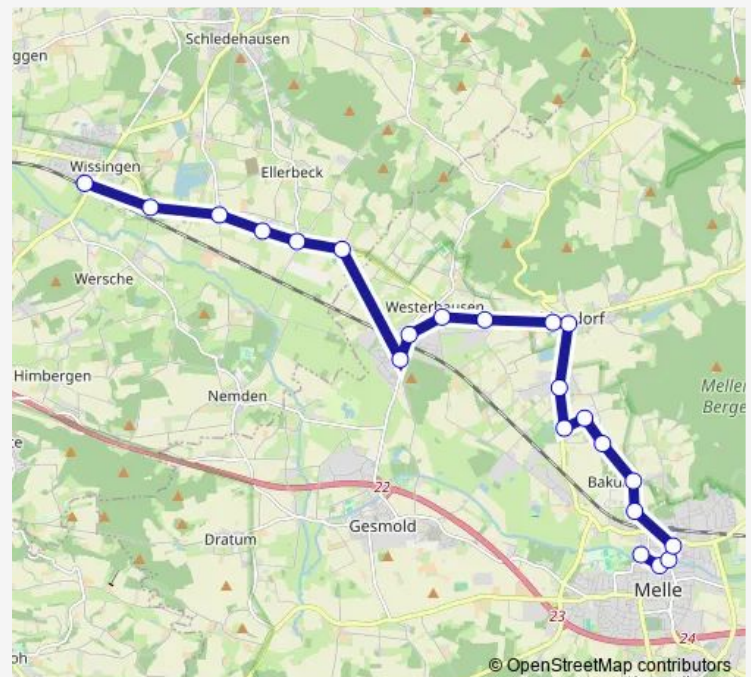 Schledehausen
ggen
Wissingen
Ellerbeck
Wersche
Westerhausen
dorf
Himbergen
Meller
Berge
Nemden
te
Baku
22
Gesmold
Dratum
Melle
23
24
oh
© OpenStreetMap contributors